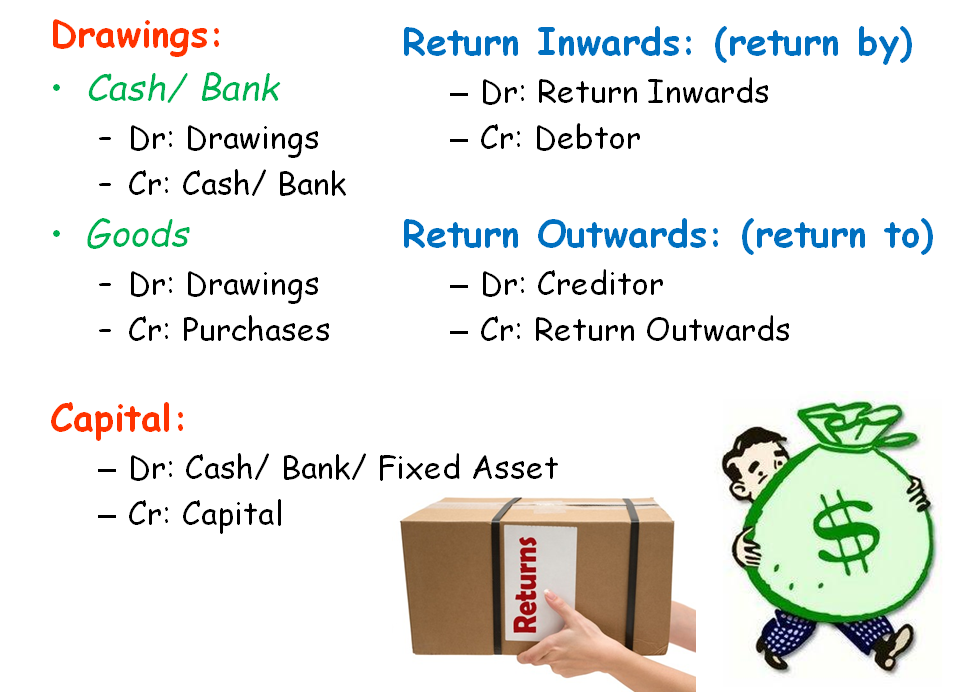 Drawings:
• Cash/ Bank
– Dr: Drawings
– Cr: Cash/ Bank
• Goods
– Dr: Drawings
– Cr: Purchases
Capital:
– Dr: Cash/ Bank/ Fixed Asset
– Cr: Capital
Return Inwards: (return by)
– Dr: Return Inwards
– Cr: Debtor
Return Outwards: (return to)
– Dr: Creditor
– Cr: Return Outwards
Returns
$